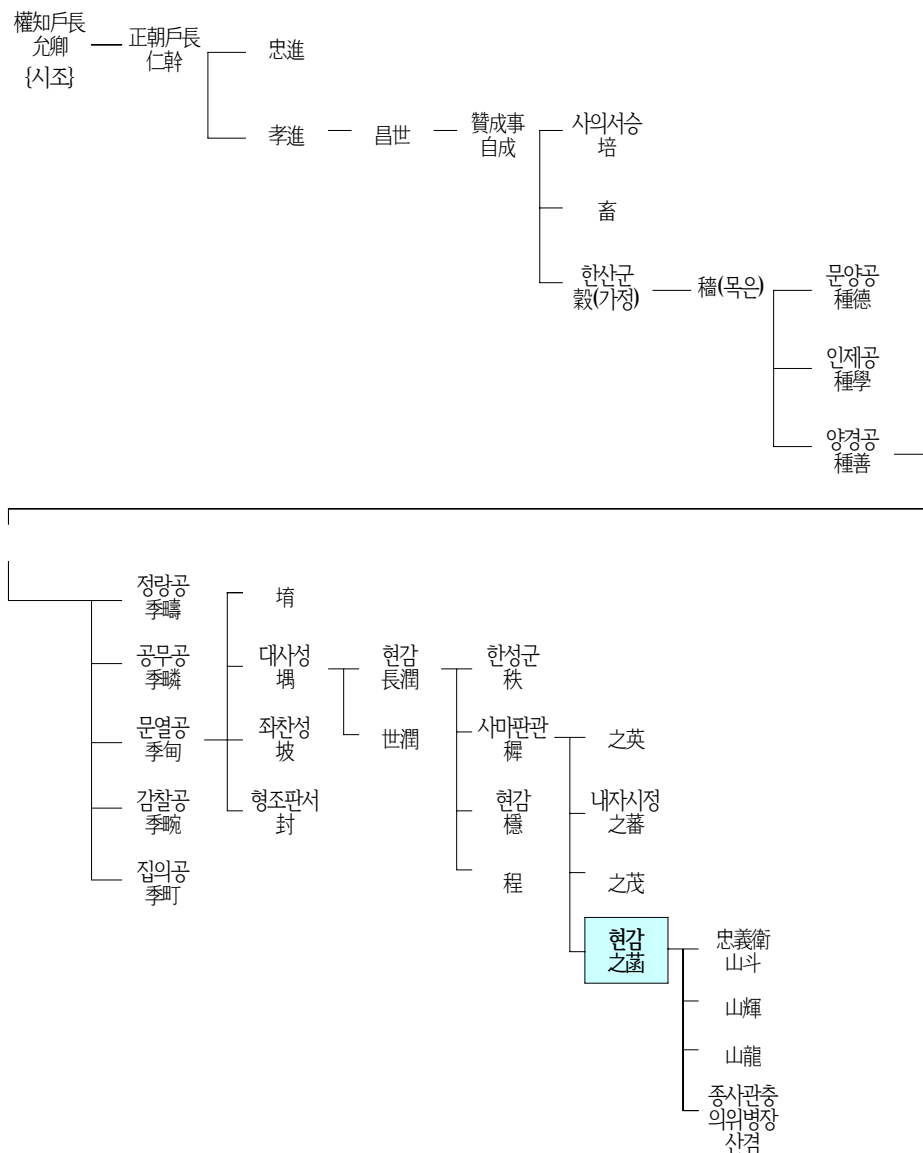 權知戶長
允卿
{시조}
正朝戶長
仁幹
忠進
孝進
昌世
贊成事
自成
사의서승
培
畜
한산군
穀(가정)
穡(목은)
문양공
種德
인제공
種學
양경공
種善
정랑공
季疇
공무공
季疄
문열공
季甸
감찰공
季畹
집의공
季町
堉
대사성
堣
좌찬성
坡
형조판서
封
현감
長潤
世潤
한성군
秩
사마판관
穉
현감
穩
程
之英
내자시정
之蕃
之茂
현감
之菡
忠義衛
山斗
山輝
山龍
종사관충
의위병장
산겸